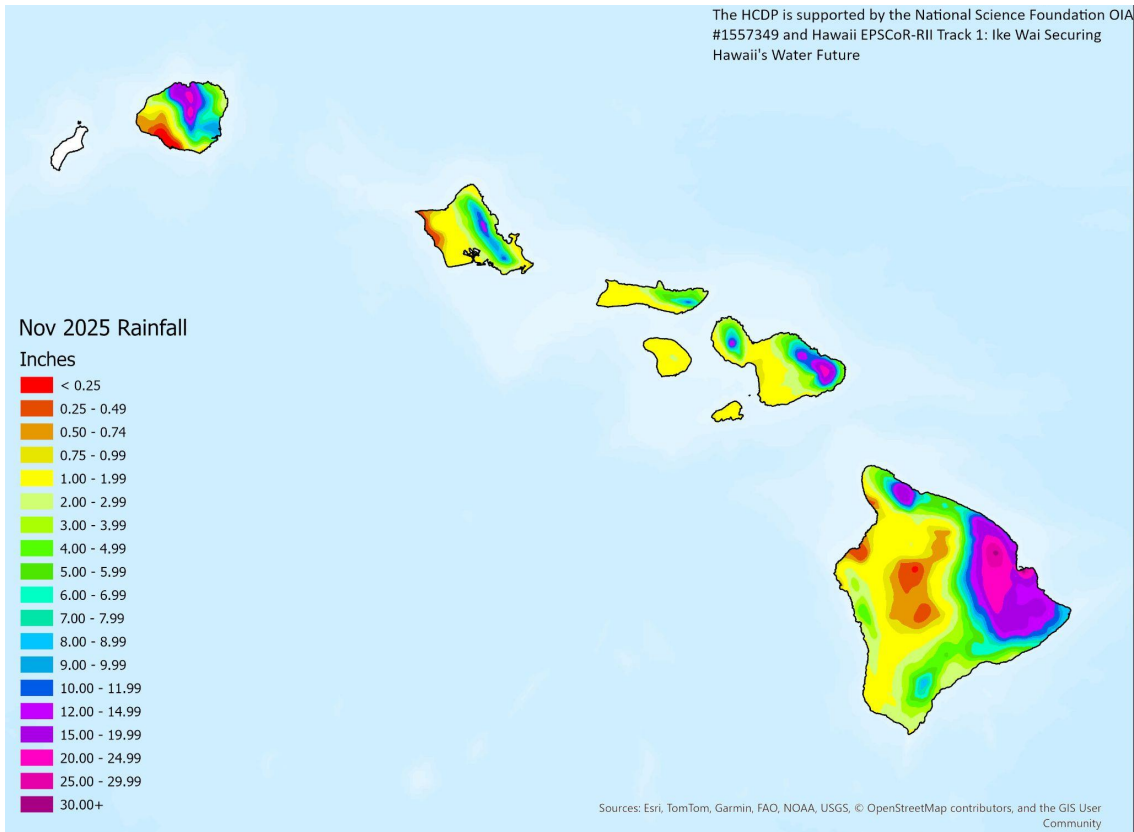 The HCDP is supported by the National Science Foundation OIA
#1557349 and Hawaii EPSCoR-RII Track 1: Ike Wai Securing
Hawaii's Water Future
Nov 2025 Rainfall
Inches
< 0.25
0.25 - 0.49
0.50 - 0.74
0.75 - 0.99
1.00 - 1.99
2.00 - 2.99
3.00 - 3.99
4.00 - 4.99
5.00 - 5.99
6.00 - 6.99
7.00 - 7.99
8.00 - 8.99
9.00 - 9.99
10.00 - 11.99
12.00 - 14.99
15.00 - 19.99
20.00 - 24.99
25.00 - 29.99
30.00+
Sources: Esri, TomTom, Garmin, FAO, NOAA, USGS, © OpenStreetMap contributors, and the GIS User
Community